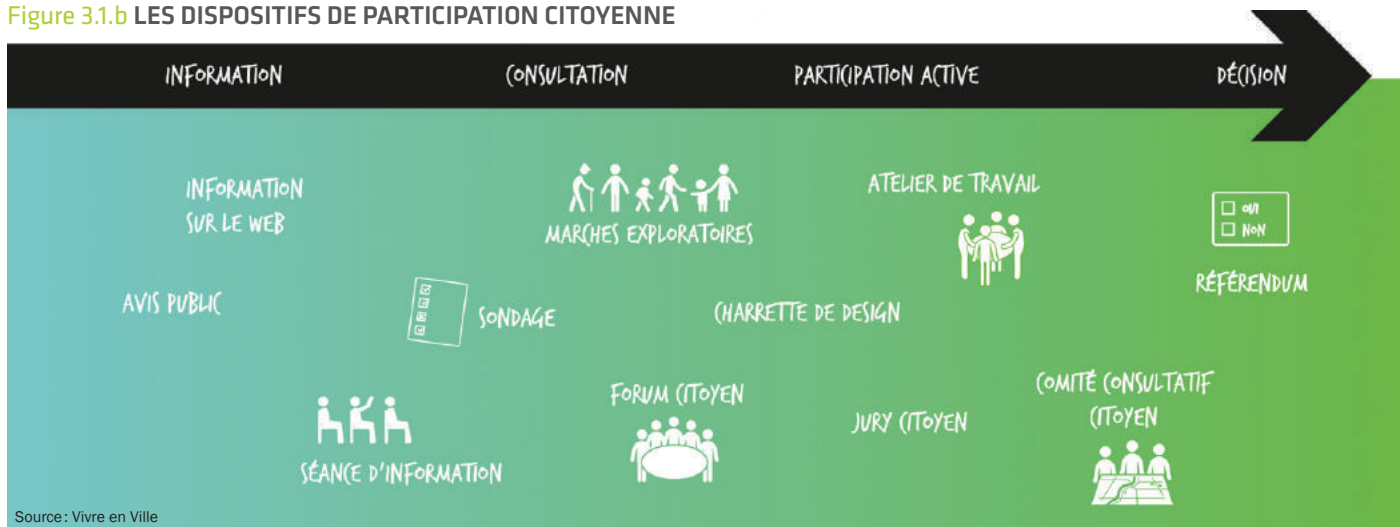 Figure 3.1.b LES DISPOSITIFS DE PARTICIPATION CITOYENNE
INFORMATION CONSULTATION PARTICIPATION ACTIVE DÉCISION
INFORMATION
SUR LE WEB
MARCHES EXPLORATOIRES
ATELIER DE TRAVAIL
OUI
NON
RÉFÉRENDUM
AVIS PUBLIC
SONDAGE
CHARRETTE DE DESIGN
SÉANCE D'INFORMATION
FORUM CITOYEN
JURY CITOYEN
COMITÉ CONSULTATIF
CITOYEN
Source : Vivre en Ville